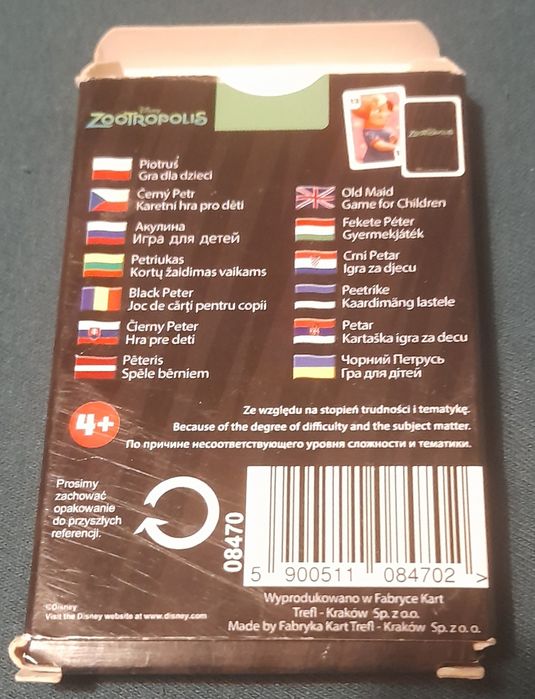 Disney
ZOOTROPOLIS
ZOOTROPOLIS
Piotruś
Gra dla dzieci
Černý Petr
Karetní hra pro děti
Акулина
Игра для детей
Petriukas
Kortų žaidimas vaikams
Black Peter
Joc de cărţi pentru copii
Čierny Peter
Hra pre deti
Pēteris
Spēle bērniem
Old Maid
Game for Children
Fekete Péter
Gyermekjáték
Crni Petar
Igra za djecu
Peetrike
Kaardimäng lastele
Petar
Kartaška igra za decu
Чорний Петрусь
Гра для дітей
4+
Ze względu na stopień trudności i tematykę.
Because of the degree of difficulty and the subject matter.
По причине несоответствующего уровня сложности и тематики.
Prosimy
zachować
opakowanie
do przyszłych
referencji.
08470
5 900511 084702 >
©Disney
Visit the Disney website at www.disney.com
Wyprodukowano w Fabryce Kart
Trefl - Kraków Sp. z o.o.
Made by Fabryka Kart Trefl - Kraków Sp. z o. o.